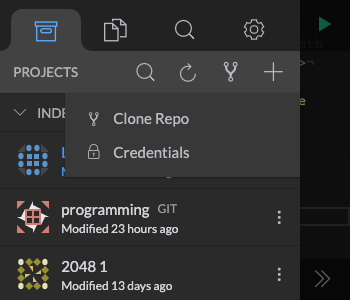 PROJECTS
INDE
Clone Repo
Credentials
programming GIT
Modified 23 hours ago
2048 1
Modified 13 days ago